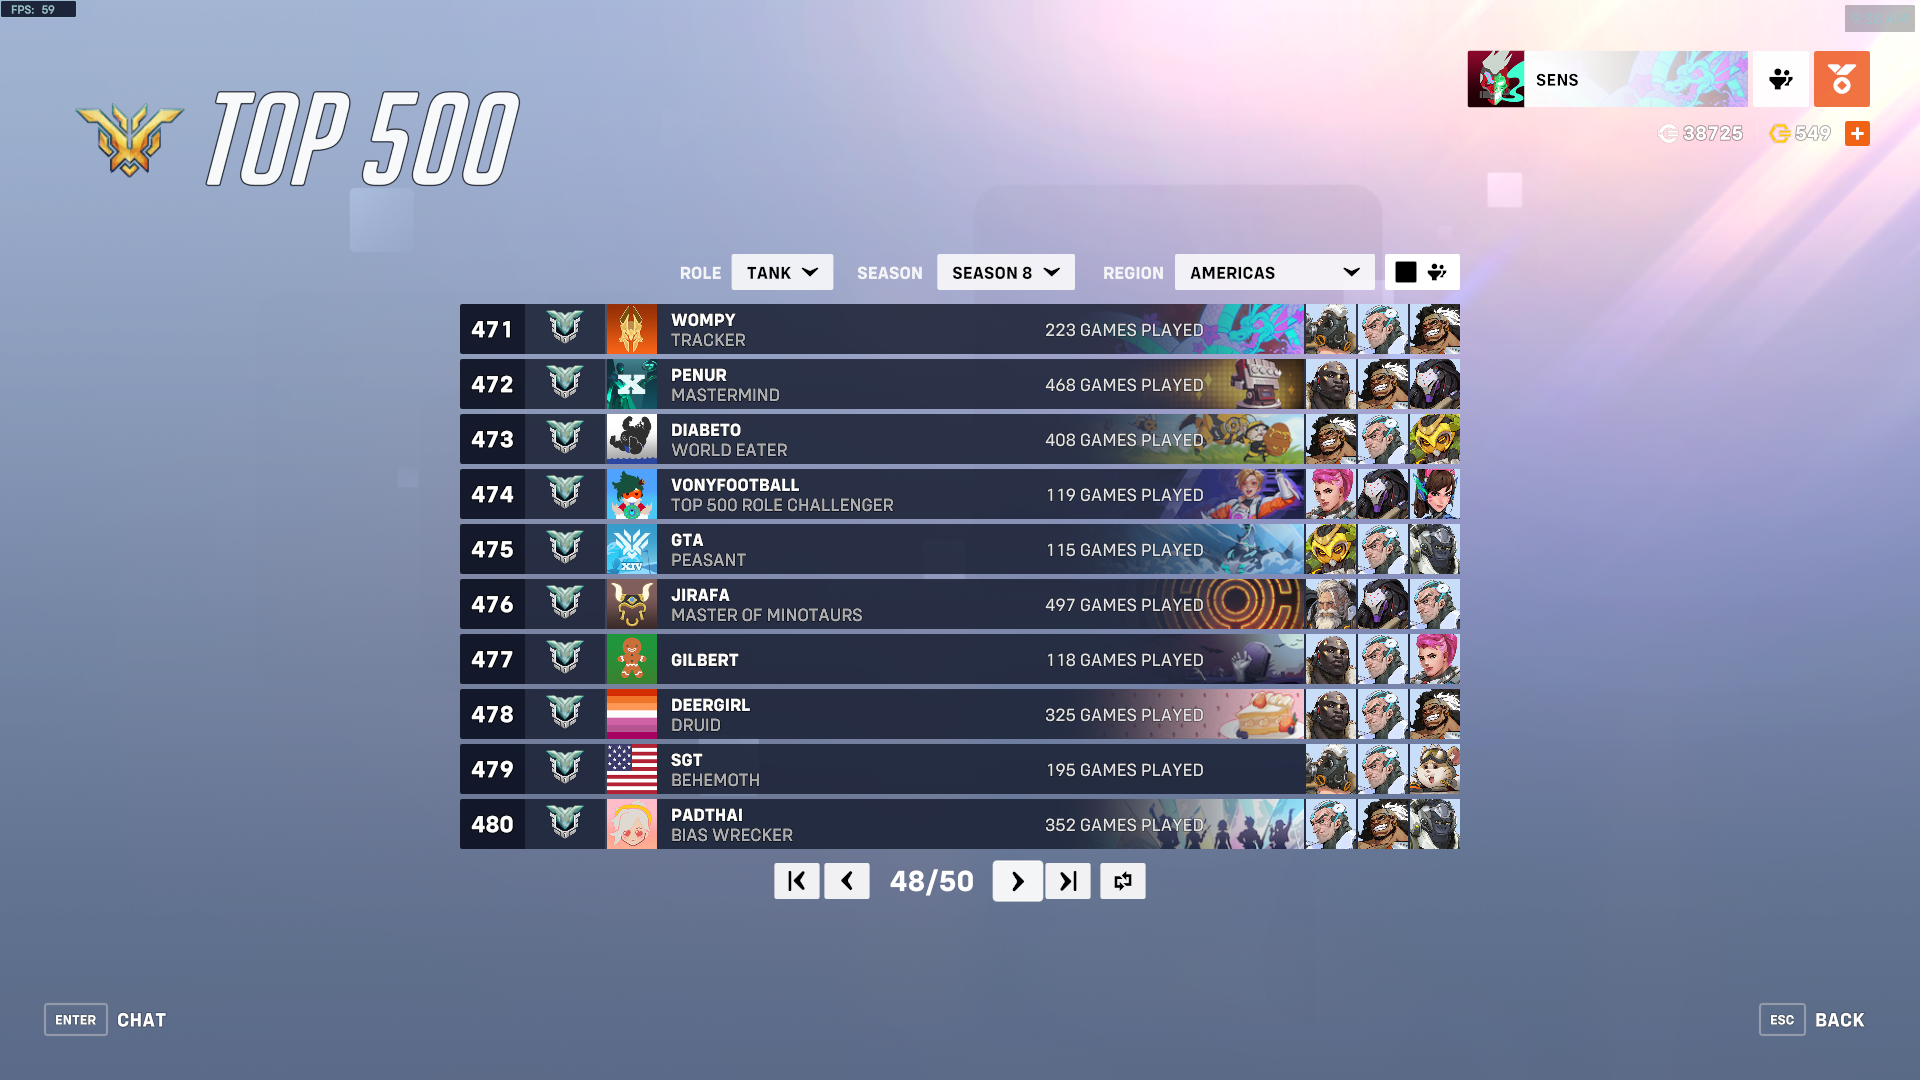 FPS: 59
TOP 500
SENS
38725 549
ROLE TANK SEASON SEASON 8 REGION AMERICAS
471 WOMPY 223 GAMES PLAYED
TRACKER
472 PENUR 468 GAMES PLAYED
MASTERMIND
473 DIABETO 408 GAMES PLAYED
WORLD EATER
474 VONYFOOTBALL 119 GAMES PLAYED
TOP 500 ROLE CHALLENGER
475 GTA 115 GAMES PLAYED
PEASANT
XIV
476 JIRAFA 497 GAMES PLAYED
MASTER OF MINOTAURS
477 GILBERT 118 GAMES PLAYED
478 DEERGIRL 325 GAMES PLAYED
DRUID
479 SGT 195 GAMES PLAYED
BEHEMOTH
480 PADTHAI 352 GAMES PLAYED
BIAS WRECKER
48/50
ENTER CHAT
ESC BACK